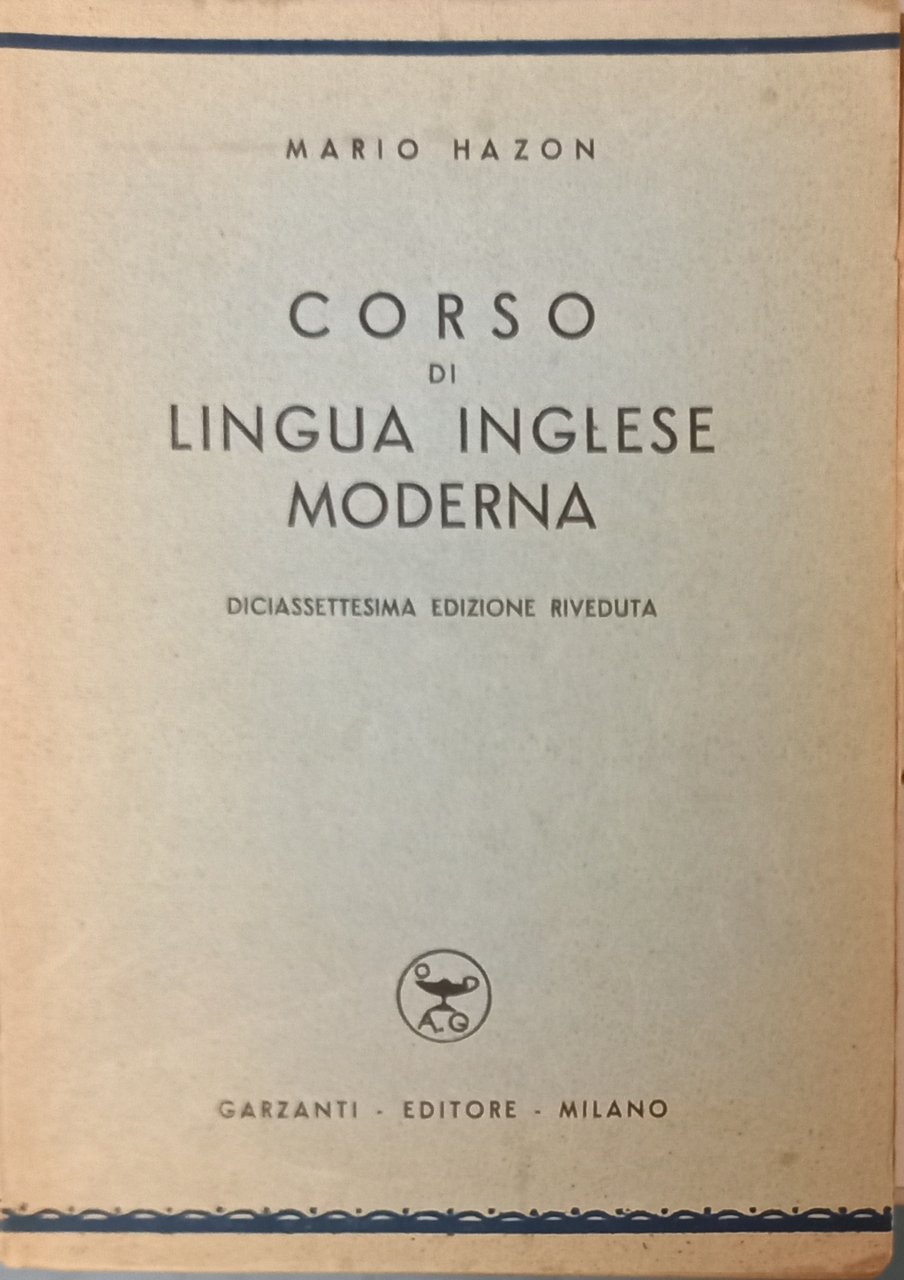 MARIO HAZON
CORSO
DI
LINGUA INGLESE
MODERNA
DICIASSETTESIMA EDIZIONE RIVEDUTA
A.G
GARZANTI - EDITORE - MILANO